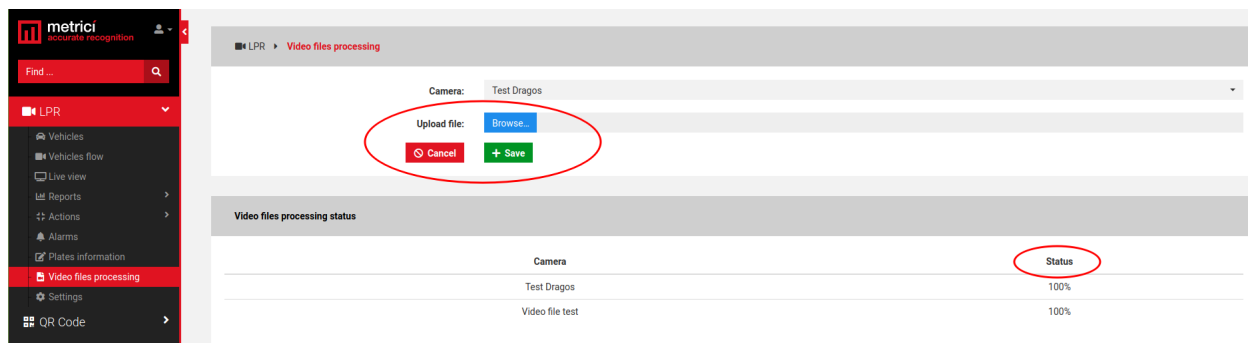 metrici
accurate recognition
Find ...
LPR
Vehicles
Vehicles flow
Live view
Reports
Actions
Alarms
Plates information
Video files processing
Settings
QR Code
LPR Video files processing
Camera: Test Dragos
Upload file: Browse...
Cancel Save
Video files processing status
Camera Status
Test Dragos 100%
Video file test 100%